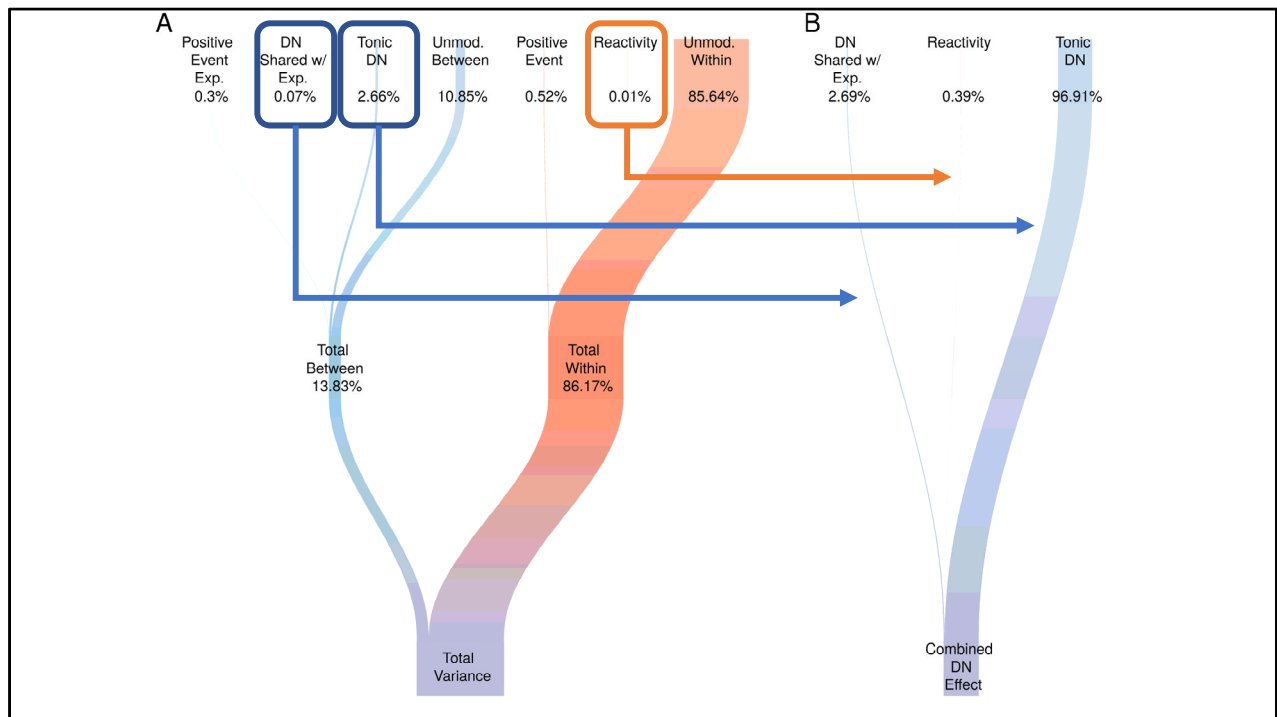 A
Positive
Event
Exp.
0.3%
DN
Shared w/
Exp.
0.07%
Tonic
DN
2.66%
Unmod.
Between
10.85%
Positive
Event
0.52%
Reactivity
0.01%
Unmod.
Within
85.64%
Total
Between
13.83%
Total
Within
86.17%
Total
Variance
B
DN
Shared w/
Exp.
2.69%
Reactivity
0.39%
Tonic
DN
96.91%
Combined
DN
Effect